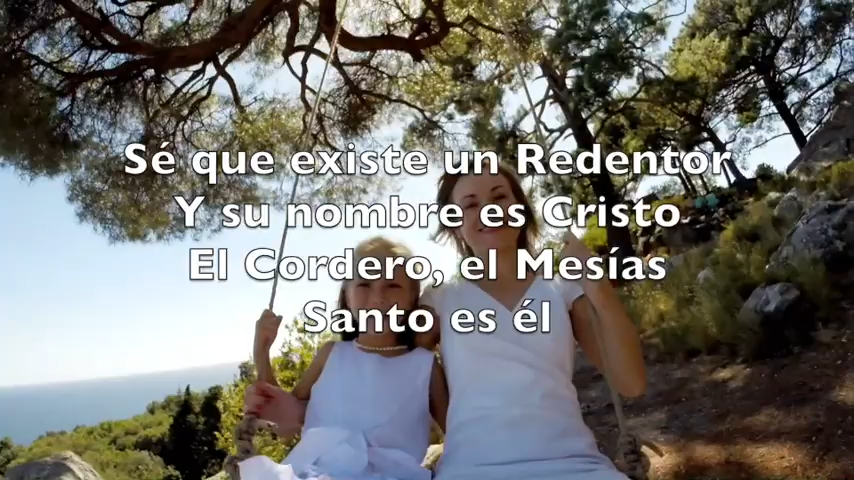 Sé que existe un Redentor
Y su nombre es Cristo
El Cordero, el Mesías
Santo es él